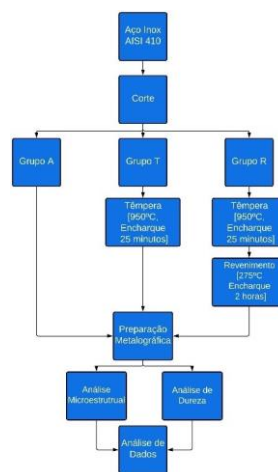 Aço Inox
AISI 410
Corte
Grupo A
Grupo T
Grupo R
Têmpera
[950ºC,
Encharque
25 minutos]
Têmpera
[950ºC,
Encharque
25 minutos]
Revenimento
[275ºC
Encharque
2 horas]
Preparação
Metalográfica
Análise
Microestrutrual
Análise de
Dureza
Análise de
Dados